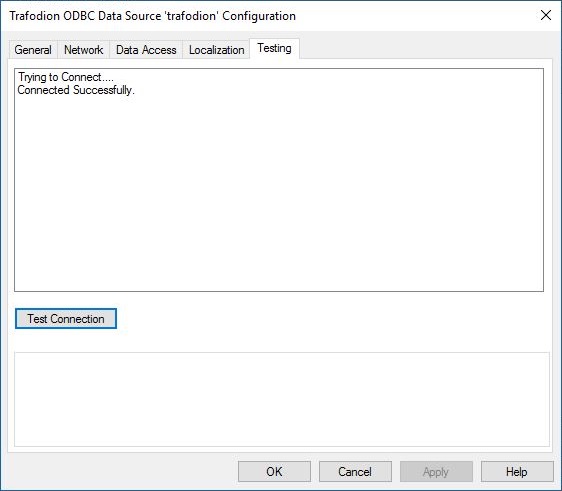 Trafodion ODBC Data Source 'trafodion' Configuration
General Network Data Access Localization Testing
Trying to Connect....
Connected Successfully.
Test Connection
OK Cancel Apply Help